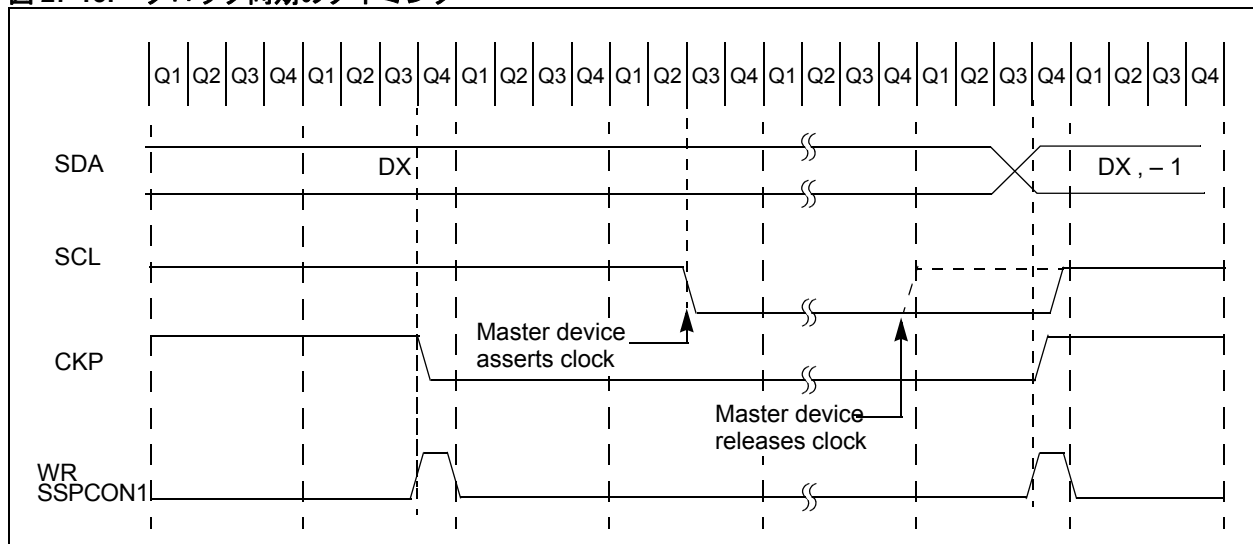 Q1 Q2 Q3 Q4 Q1 Q2 Q3 Q4 Q1 Q2 Q3 Q4 Q1 Q2 Q3 Q4 Q1 Q2 Q3 Q4 Q1 Q2 Q3 Q4 Q1 Q2 Q3 Q4
SDA
DX
DX , – 1
SCL
Master device
asserts clock
CKP
Master device
releases clock
WR
SSPCON1